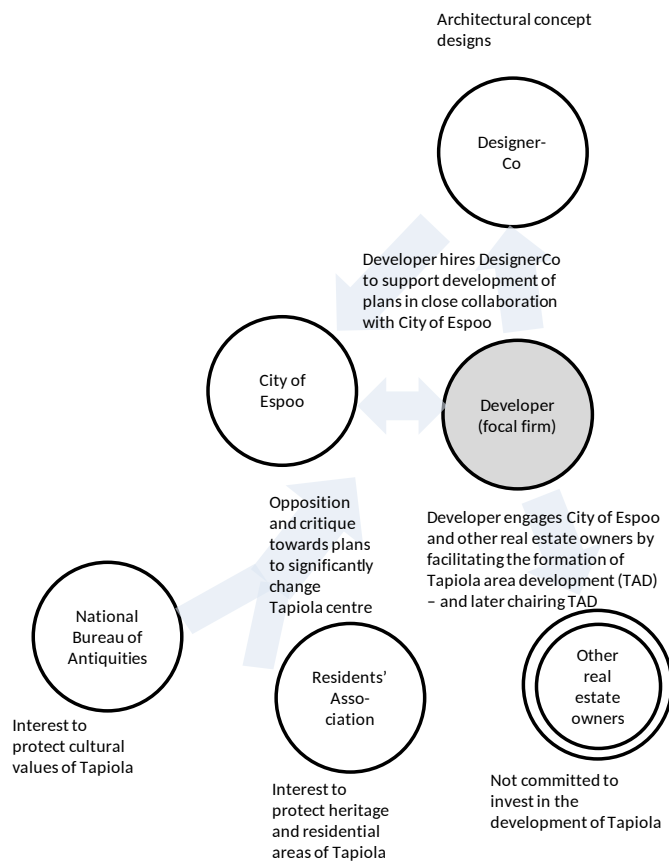 Architectural concept
designs
Designer-
Co
Developer hires DesignerCo
to support development of
plans in close collaboration
with City of Espoo
City of
Espoo
Developer
(focal firm)
Opposition
and critique
towards plans
to significantly
change
Tapiola centre
Developer engages City of Espoo
and other real estate owners by
facilitating the formation of
Tapiola area development (TAD)
– and later chairing TAD
National
Bureau of
Antiquities
Residents’
Asso-
ciation
Other
real
estate
owners
Interest to
protect cultural
values of Tapiola
Interest to
protect heritage
and residential
areas of Tapiola
Not committed to
invest in the
development of Tapiola